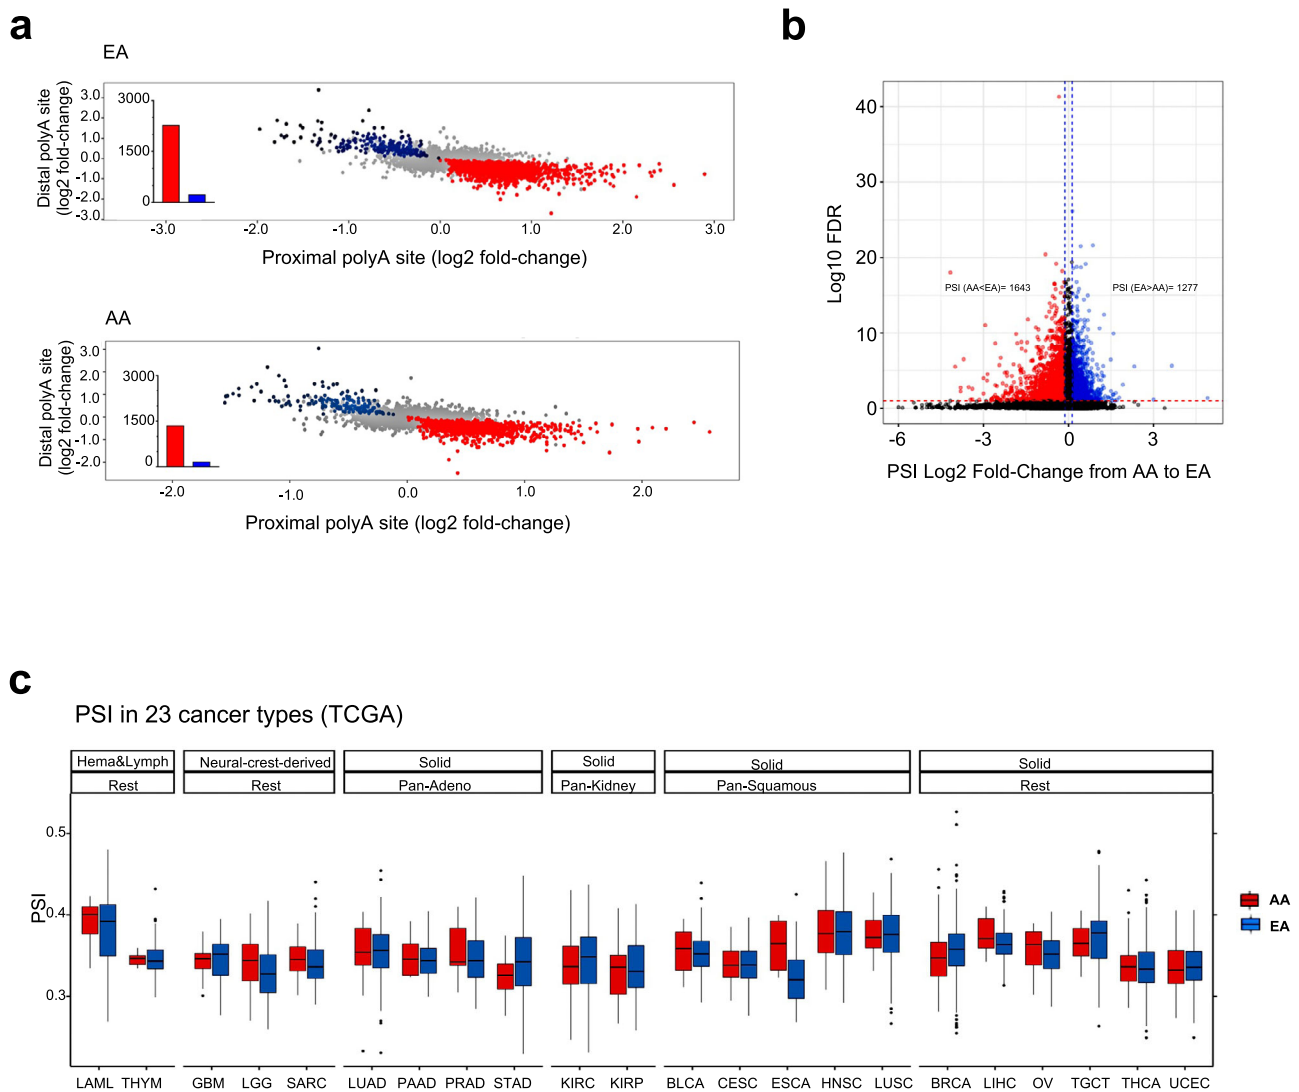 a
EA
Distal polyA site
(log2 fold-change)
3.0
2.0
1.0
0.0
-1.0
-2.0
-3.0
3000
1500
0
-3.0
-2.0
-1.0
0.0
1.0
2.0
3.0
Proximal polyA site (log2 fold-change)
AA
Distal polyA site
(log2 fold-change)
3.0
2.0
1.0
0.0
-1.0
-2.0
3000
1500
0
-2.0
-1.0
0.0
1.0
2.0
Proximal polyA site (log2 fold-change)
b
Log10 FDR
40
30
20
10
0
PSI (AA<EA)= 1643
PSI (EA>AA)= 1277
-6
-3
0
3
PSI Log2 Fold-Change from AA to EA
c
PSI in 23 cancer types (TCGA)
Hema&Lymph
Neural-crest-derived
Solid
Solid
Solid
Solid
Rest
Rest
Pan-Adeno
Pan-Kidney
Pan-Squamous
Rest
PSI
0.5
0.4
0.3
AA
EA
LAML THYM GBM LGG SARC LUAD PAAD PRAD STAD KIRC KIRP BLCA CESC ESCA HNSC LUSC BRCA LIHC OV TGCT THCA UCEC